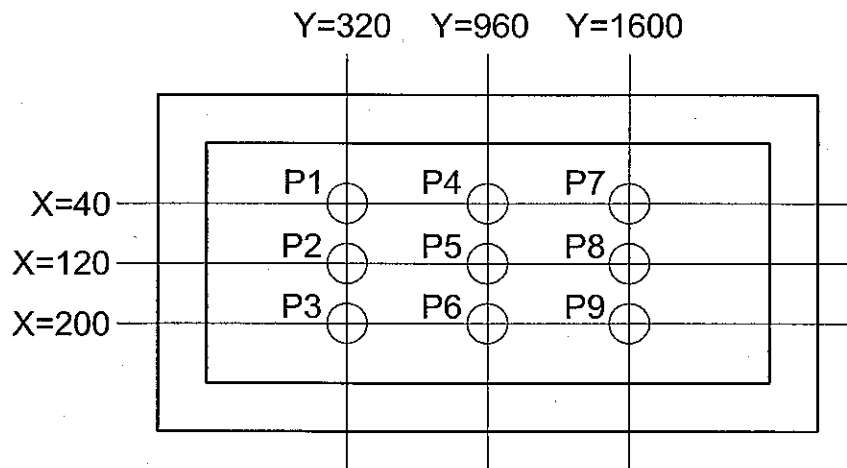 Y=320 Y=960 Y=1600
P1 P4 P7
X=40
P2 P5 P8
X=120
P3 P6 P9
X=200